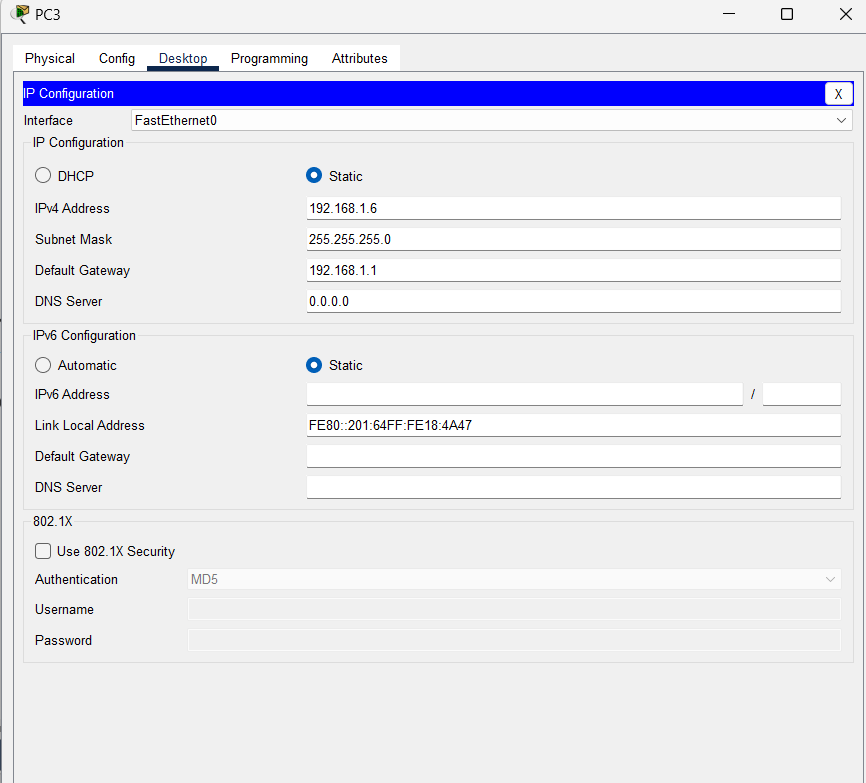 PC3
Physical Config Desktop Programming Attributes
IP Configuration X
Interface FastEthernet0
IP Configuration
DHCP Static
IPv4 Address 192.168.1.6
Subnet Mask 255.255.255.0
Default Gateway 192.168.1.1
DNS Server 0.0.0.0
IPv6 Configuration
Automatic Static
IPv6 Address /
Link Local Address FE80::201:64FF:FE18:4A47
Default Gateway
DNS Server
802.1X
Use 802.1X Security
Authentication MD5
Username
Password